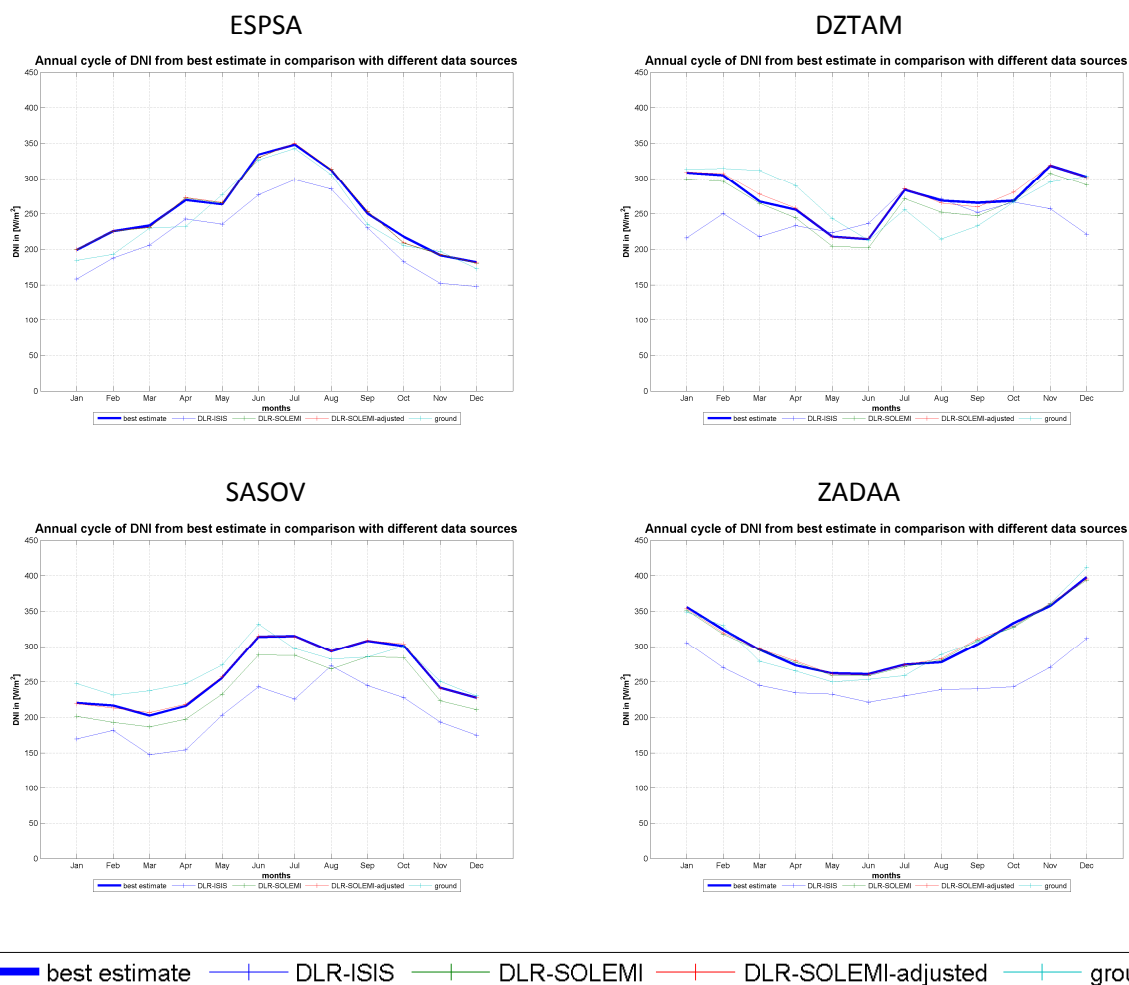 ESPSA
Annual cycle of DNI from best estimate in comparison with different data sources
DNI in [W/m²]
450
400
350
300
250
200
150
100
50
0
Jan Feb Mar Apr May Jun Jul Aug Sep Oct Nov Dec
months
best estimate DLR-ISIS DLR-SOLEMI DLR-SOLEMI-adjusted ground
DZTAM
Annual cycle of DNI from best estimate in comparison with different data sources
DNI in [W/m²]
450
400
350
300
250
200
150
100
50
0
Jan Feb Mar Apr May Jun Jul Aug Sep Oct Nov Dec
months
best estimate DLR-ISIS DLR-SOLEMI DLR-SOLEMI-adjusted ground
SASOV
Annual cycle of DNI from best estimate in comparison with different data sources
DNI in [W/m²]
450
400
350
300
250
200
150
100
50
0
Jan Feb Mar Apr May Jun Jul Aug Sep Oct Nov Dec
months
best estimate DLR-ISIS DLR-SOLEMI DLR-SOLEMI-adjusted ground
ZADAA
Annual cycle of DNI from best estimate in comparison with different data sources
DNI in [W/m²]
450
400
350
300
250
200
150
100
50
0
Jan Feb Mar Apr May Jun Jul Aug Sep Oct Nov Dec
months
best estimate DLR-ISIS DLR-SOLEMI DLR-SOLEMI-adjusted ground
best estimate DLR-ISIS DLR-SOLEMI DLR-SOLEMI-adjusted grou